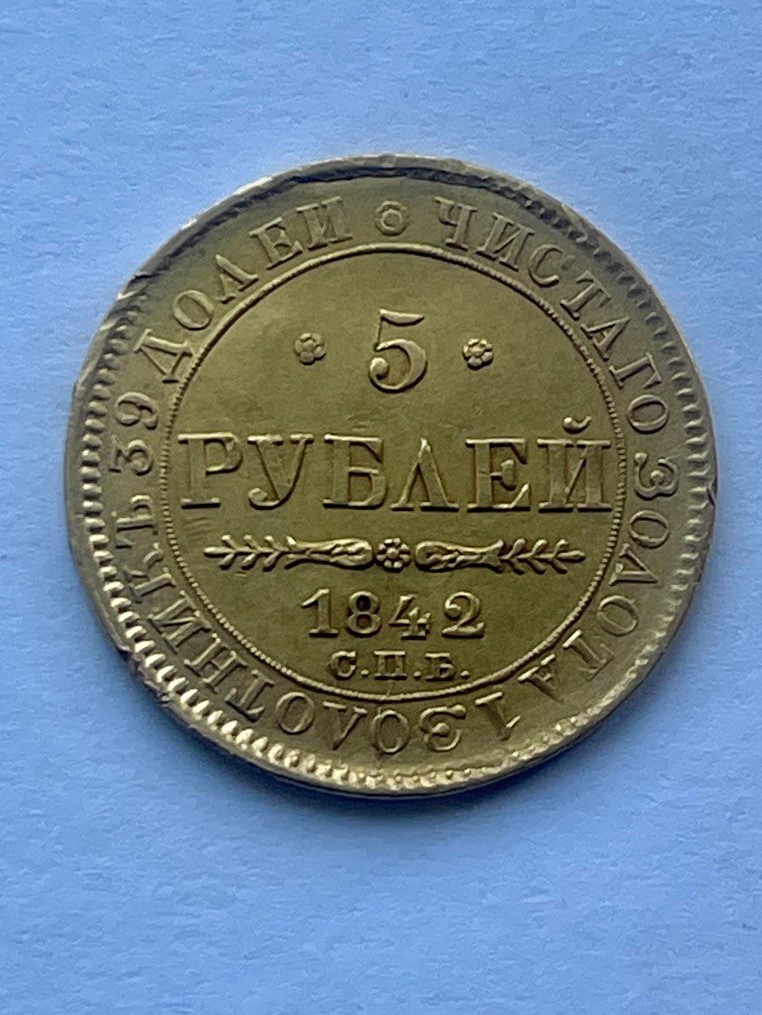 5
РУБЛЕЙ
1842
С.П.Б.
ЧИСТАГО ЗОЛОТА 1 ЗОЛОТНИКЪ 39 ДОЛЕЙ